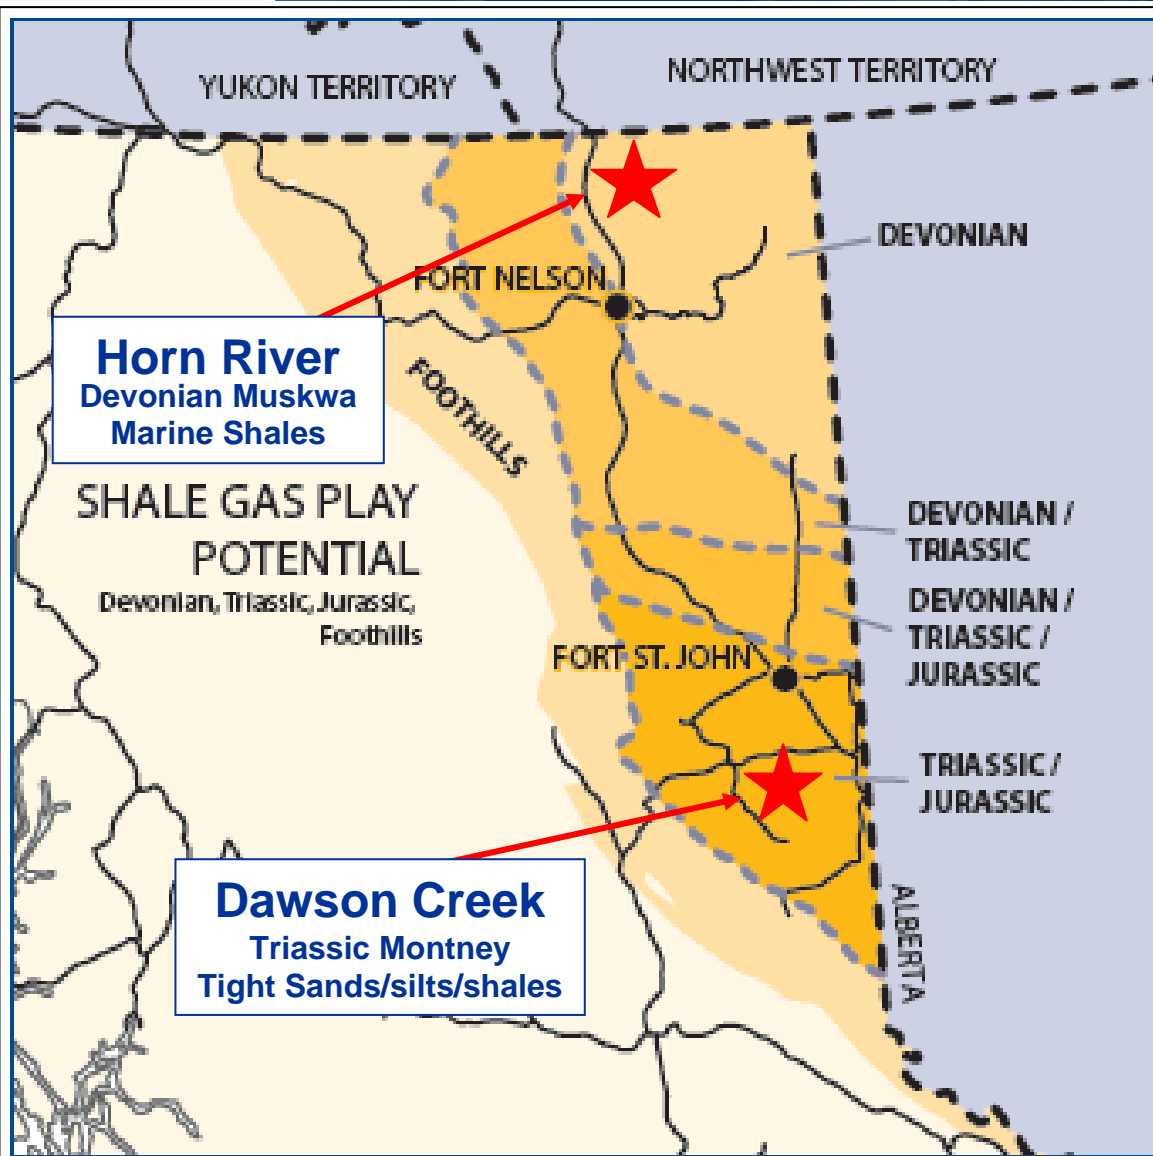 YUKON TERRITORY
NORTHWEST TERRITORY
DEVONIAN
FORT NELSON
Horn River
Devonian Muskwa
Marine Shales
FOOTHILLS
SHALE GAS PLAY
POTENTIAL
Devonian, Triassic, Jurassic,
Foothills
DEVONIAN /
TRIASSIC
DEVONIAN /
TRIASSIC /
JURASSIC
FORT ST. JOHN
TRIASSIC /
JURASSIC
Dawson Creek
Triassic Montney
Tight Sands/silts/shales
ALBERTA